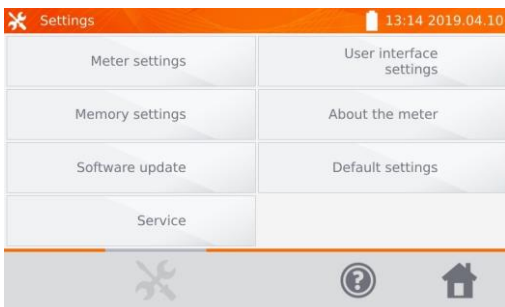 Settings
13:14 2019.04.10
Meter settings
User interface
settings
Memory settings
About the meter
Software update
Default settings
Service
?